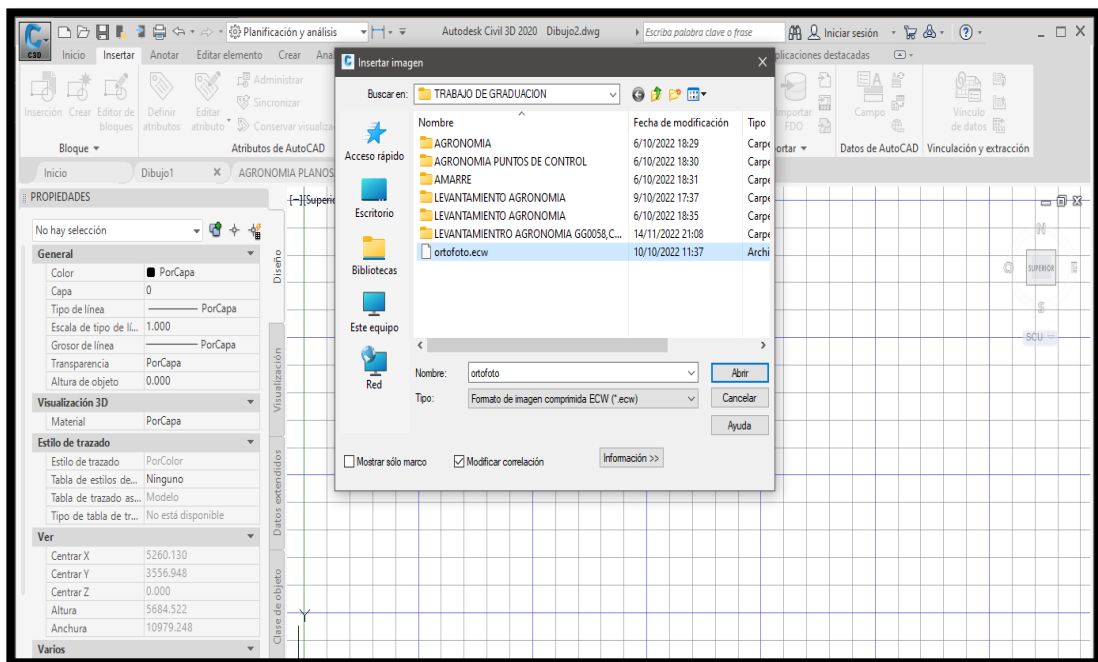 C3D
Planificación y análisis
Autodesk Civil 3D 2020 Dibujo2.dwg
Escriba palabra clave o frase
Iniciar sesión
Inicio Insertar Anotar Editar elemento Crear Anal
plicaciones destacadas
Inserción Crear Editor de bloques
Definir atributos
Editar atributo
Administrar
Sincronizar
Conservar visualiza
Importar FDO
Campo
Vínculo de datos
Bloque
Atributos de AutoCAD
ortar
Datos de AutoCAD
Vinculación y extracción
Inicio
Dibujo1
AGRONOMIA PLANOS
Insertar imagen
Buscar en: TRABAJO DE GRADUACION
Acceso rápido
Escritorio
Bibliotecas
Este equipo
Red
Nombre Fecha de modificación Tipo
AGRONOMIA 6/10/2022 18:29 Carpe
AGRONOMIA PUNTOS DE CONTROL 6/10/2022 18:30 Carpe
AMARRE 6/10/2022 18:31 Carpe
LEVANTAMIENTO AGRONOMIA 9/10/2022 17:37 Carpe
LEVANTAMIENTO AGRONOMIA 6/10/2022 18:35 Carpe
LEVANTAMIENTRO AGRONOMIA GG0058,C... 14/11/2022 21:08 Carpe
ortofoto.ecw 10/10/2022 11:37 Archi
Nombre: ortofoto Abrir
Tipo: Formato de imagen comprimida ECW (*.ecw) Cancelar
Ayuda
Mostrar sólo marco
Modificar correlación
Información >>
PROPIEDADES
No hay selección
General
Color PorCapa
Capa 0
Tipo de línea PorCapa
Escala de tipo de lí... 1.000
Grosor de línea PorCapa
Transparencia PorCapa
Altura de objeto 0.000
Visualización 3D
Material PorCapa
Estilo de trazado
Estilo de trazado PorColor
Tabla de estilos de... Ninguno
Tabla de trazado as... Modelo
Tipo de tabla de tr... No está disponible
Ver
Centrar X 5260.130
Centrar Y 3556.948
Centrar Z 0.000
Altura 5684.522
Anchura 10979.248
Varios
Diseño
Visualización
Datos extendidos
Clase de objeto
[-][Superio
N
O
SUPERIOR
E
S
SCU
Y